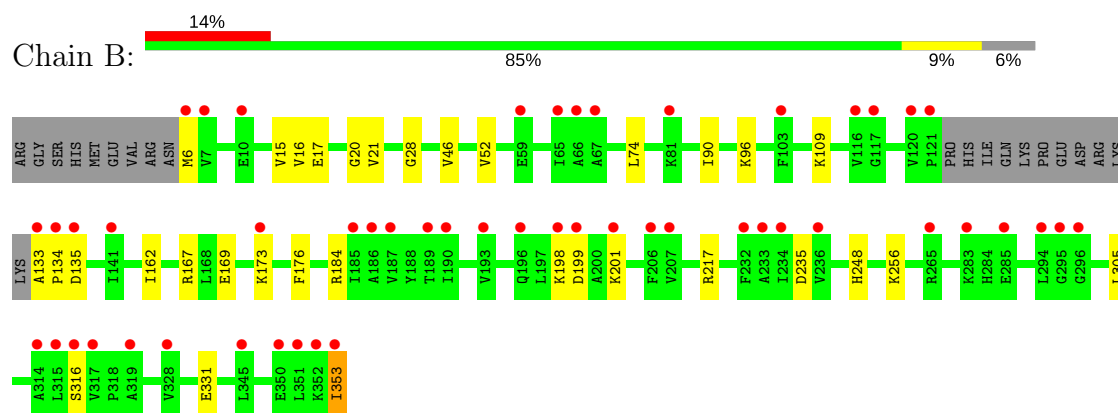 14%
Chain B:
85% 9% 6%
ARG GLY SER HIS MET GLU VAL ARG ASN M6 V7 E10 V15 V16 E17 G20 V21 G28 V46 V52 E59 I65 A66 A67 L74 K81 I90 K96 F103 K109 V116 G117 V120 P121 PRO HIS ILE GLN LYS PRO GLU ASP ARG LYS
LYS A133 P134 D135 I141 I162 R167 L168 E169 K173 F176 R184 I185 A186 V187 Y188 T189 I190 V193 Q196 L197 K198 D199 A200 K201 F206 V207 R217 F232 A233 I234 D235 V236 H248 K256 R265 K283 H284 E285 L294 G295 G296
A314 L315 S316 V317 P318 A319 V328 E331 L345 E350 L351 K352 I353